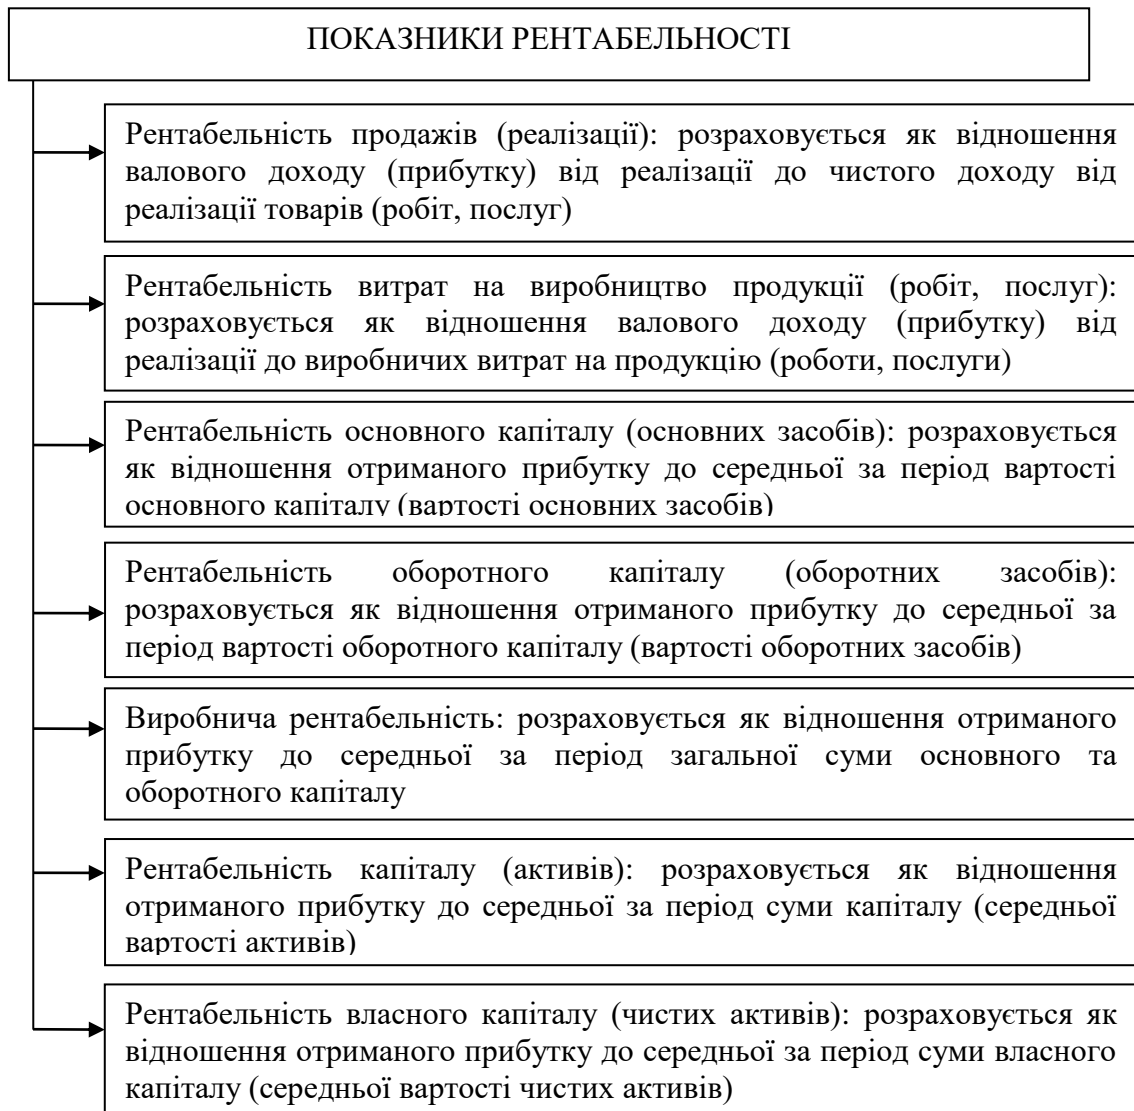 ПОКАЗНИКИ РЕНТАБЕЛЬНОСТІ
Рентабельність продажів (реалізації): розраховується як відношення
валового доходу (прибутку) від реалізації до чистого доходу від
реалізації товарів (робіт, послуг)
Рентабельність витрат на виробництво продукції (робіт, послуг):
розраховується як відношення валового доходу (прибутку) від
реалізації до виробничих витрат на продукцію (роботи, послуги)
Рентабельність основного капіталу (основних засобів): розраховується
як відношення отриманого прибутку до середньої за період вартості
основного капіталу (вартості основних засобів)
Рентабельність оборотного капіталу (оборотних засобів):
розраховується як відношення отриманого прибутку до середньої за
період вартості оборотного капіталу (вартості оборотних засобів)
Виробнича рентабельність: розраховується як відношення отриманого
прибутку до середньої за період загальної суми основного та
оборотного капіталу
Рентабельність капіталу (активів): розраховується як відношення
отриманого прибутку до середньої за період суми капіталу (середньої
вартості активів)
Рентабельність власного капіталу (чистих активів): розраховується як
відношення отриманого прибутку до середньої за період суми власного
капіталу (середньої вартості чистих активів)